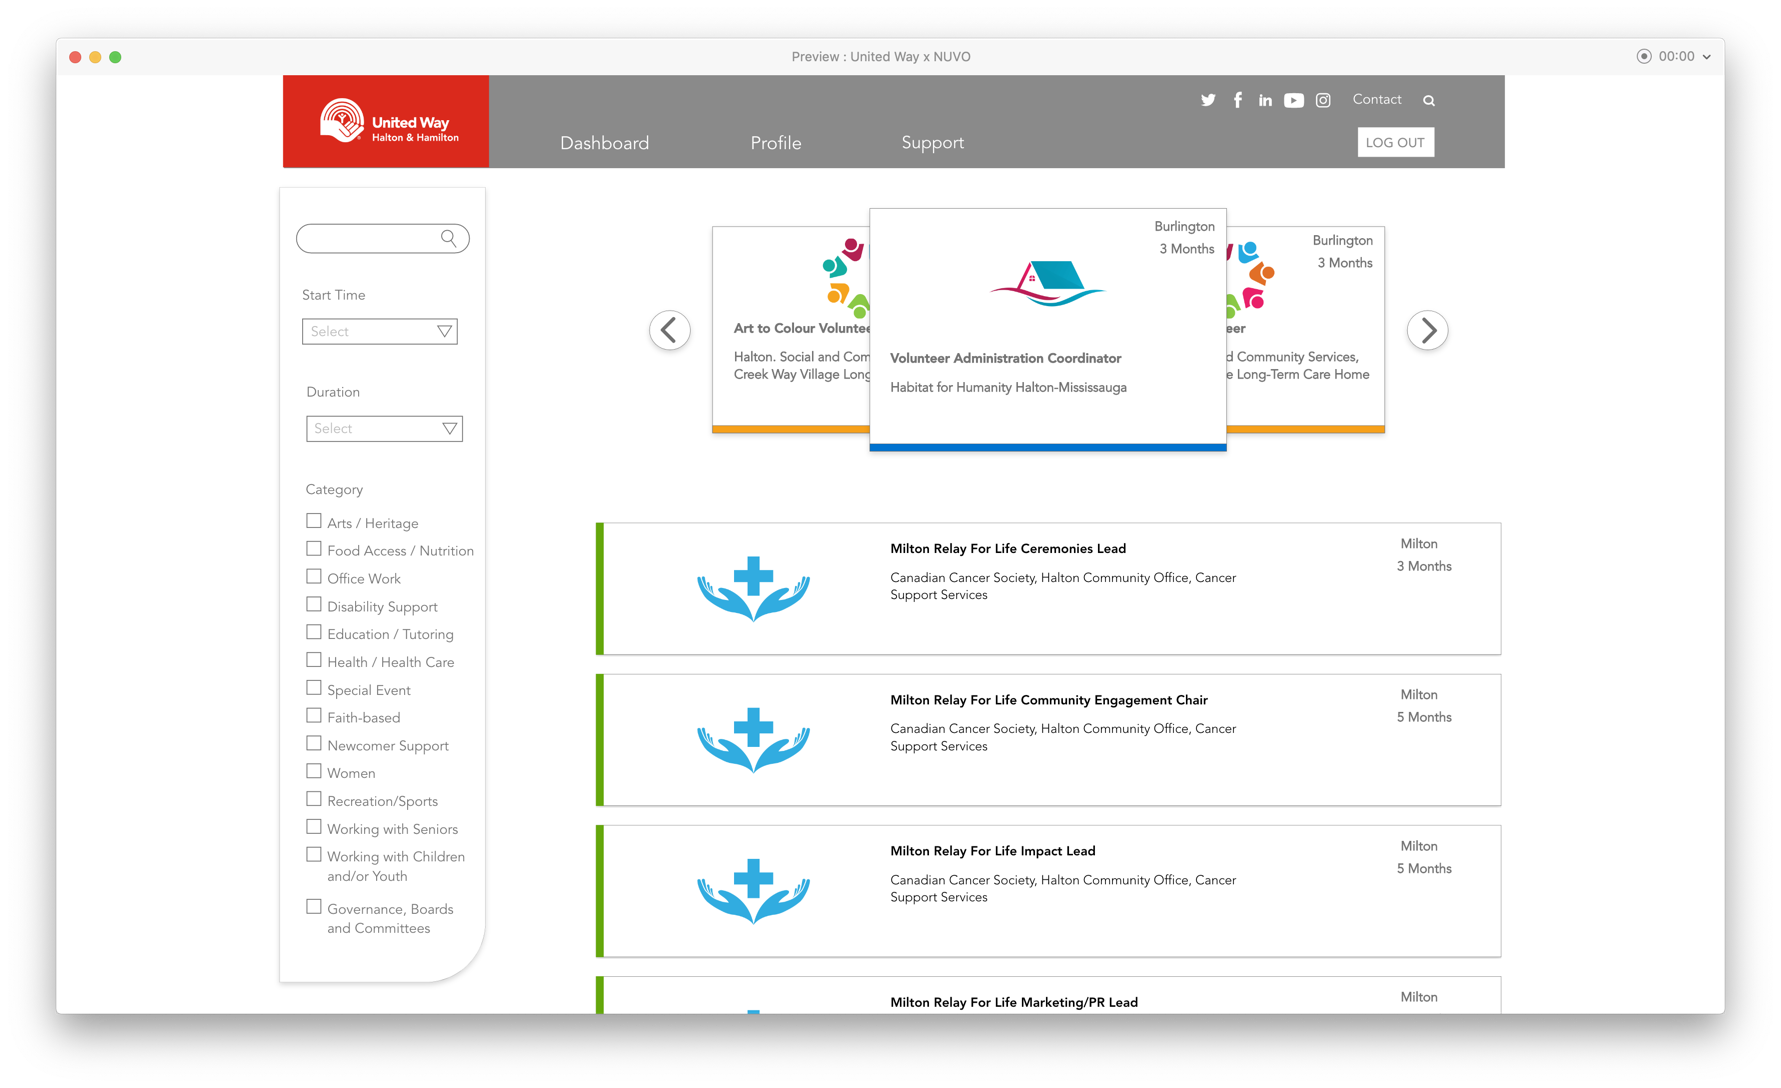 Preview : United Way x NUVO
00:00
United Way
Halton & Hamilton
Contact
Dashboard
Profile
Support
LOG OUT
Start Time
Select
Duration
Select
Category
Arts / Heritage
Food Access / Nutrition
Office Work
Disability Support
Education / Tutoring
Health / Health Care
Special Event
Faith-based
Newcomer Support
Women
Recreation/Sports
Working with Seniors
Working with Children
and/or Youth
Governance, Boards
and Committees
Art to Colour Voluntee
Halton. Social and Com
Creek Way Village Long
Burlington
3 Months
Volunteer Administration Coordinator
Habitat for Humanity Halton-Mississauga
Burlington
3 Months
eer
d Community Services,
e Long-Term Care Home
Milton Relay For Life Ceremonies Lead
Canadian Cancer Society, Halton Community Office, Cancer
Support Services
Milton
3 Months
Milton Relay For Life Community Engagement Chair
Canadian Cancer Society, Halton Community Office, Cancer
Support Services
Milton
5 Months
Milton Relay For Life Impact Lead
Canadian Cancer Society, Halton Community Office, Cancer
Support Services
Milton
5 Months
Milton Relay For Life Marketing/PR Lead
Milton